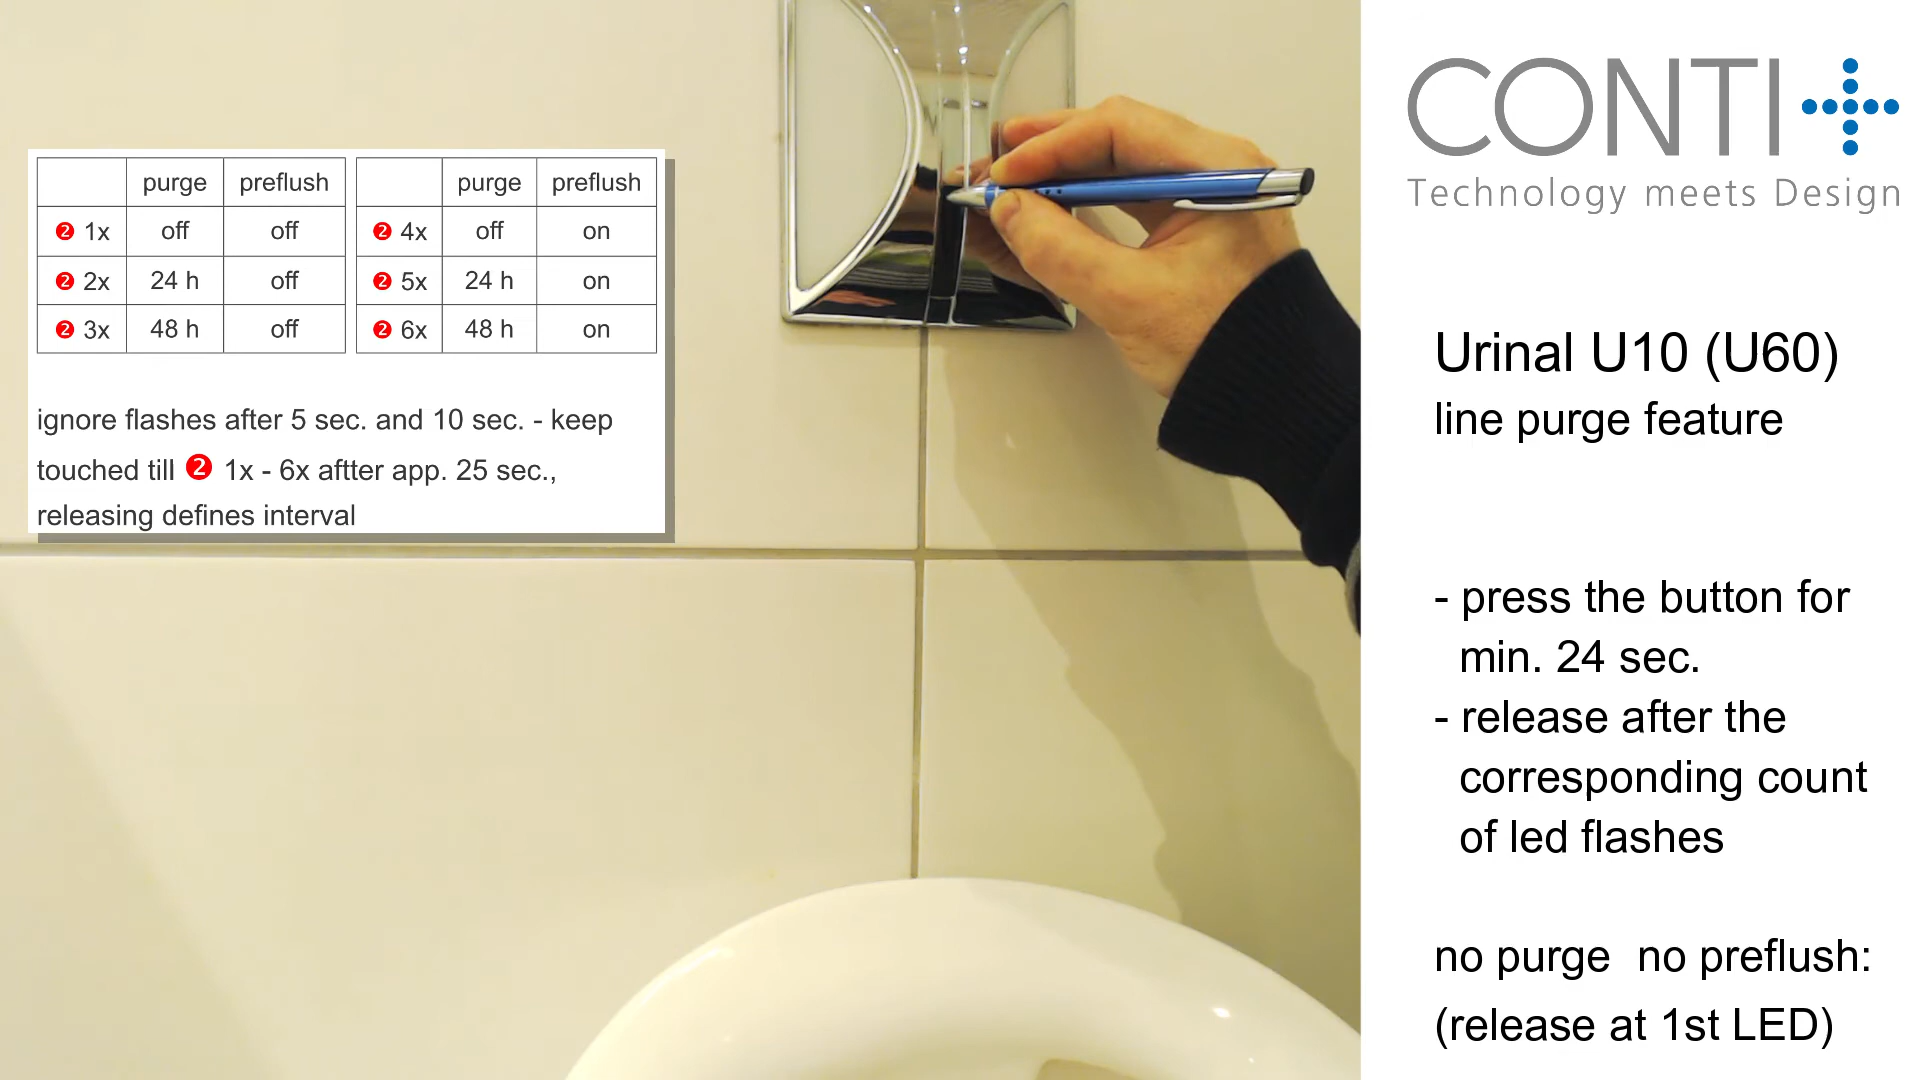 purge preflush purge preflush
❷ 1x off off ❷ 4x off on
❷ 2x 24 h off ❷ 5x 24 h on
❷ 3x 48 h off ❷ 6x 48 h on
ignore flashes after 5 sec. and 10 sec. - keep
touched till ❷ 1x - 6x aftter app. 25 sec.,
releasing defines interval
CONTI
Technology meets Design
Urinal U10 (U60)
line purge feature
- press the button for
min. 24 sec.
- release after the
corresponding count
of led flashes
no purge no preflush:
(release at 1st LED)